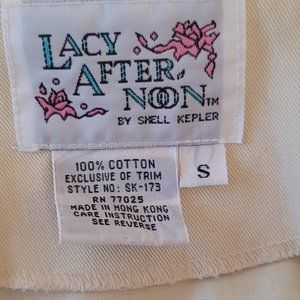 LACY
AFTER
NOON™
BY SHELL KEPLER
100% COTTON
EXCLUSIVE OF TRIM
STYLE NO: SK-173
RN 77025
MADE IN HONG KONG
CARE INSTRUCTION
SEE REVERSE
S